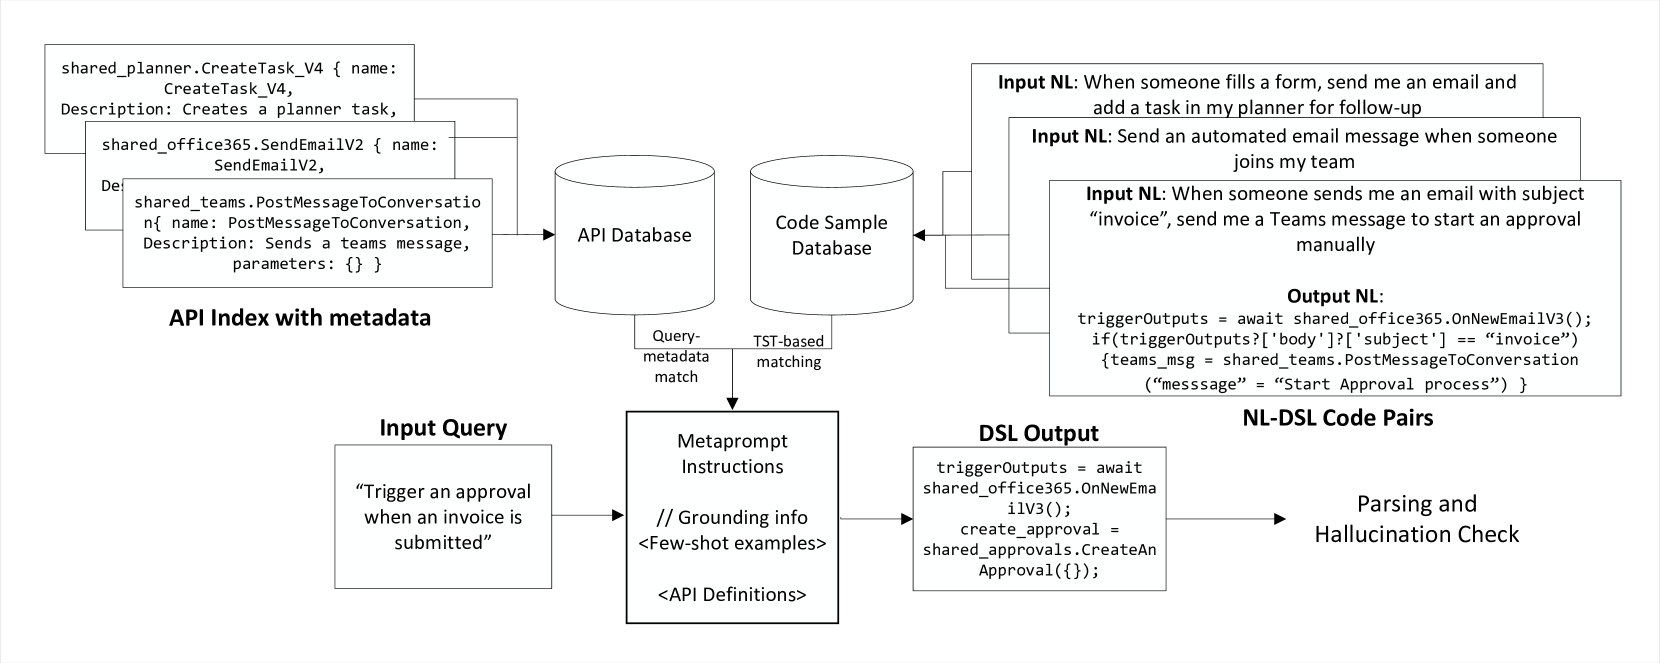 shared_planner.CreateTask_V4 { name:
CreateTask_V4,
Description: Creates a planner task,
shared_office365.SendEmailV2 { name:
SendEmailV2,
De
shared_teams.PostMessageToConversatio
n{ name: PostMessageToConversation,
Description: Sends a teams message,
parameters: {} }
API Index with metadata
API Database
Code Sample
Database
Input NL: When someone fills a form, send me an email and
add a task in my planner for follow-up
Input NL: Send an automated email message when someone
joins my team
Input NL: When someone sends me an email with subject
“invoice”, send me a Teams message to start an approval
manually
Output NL:
triggerOutputs = await shared_office365.OnNewEmailV3();
if(triggerOutputs?['body']?['subject'] == “invoice”)
{teams_msg = shared_teams.PostMessageToConversation
(“messsage” = “Start Approval process”) }
NL-DSL Code Pairs
Query-
metadata
match
TST-based
matching
Input Query
“Trigger an approval
when an invoice is
submitted”
Metaprompt
Instructions
// Grounding info
<Few-shot examples>
<API Definitions>
DSL Output
triggerOutputs = await
shared_office365.OnNewEma
ilV3();
create_approval =
shared_approvals.CreateAn
Approval({});
Parsing and
Hallucination Check